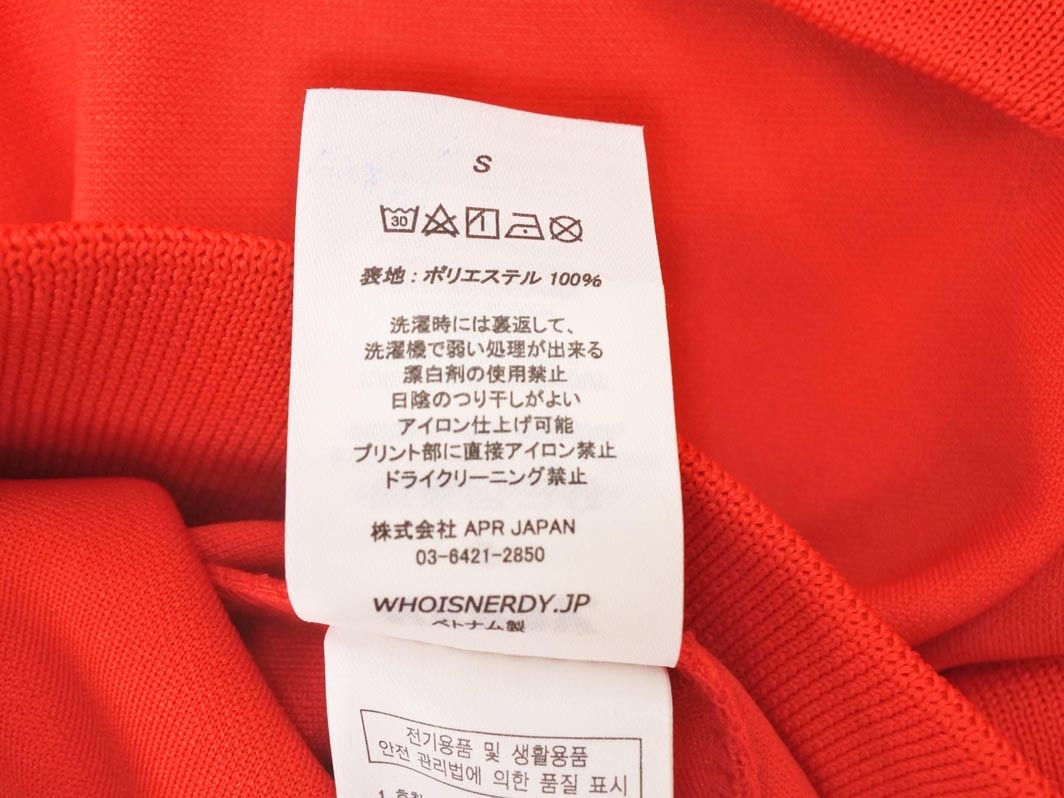 S
30
表地 : ポリエステル 100%
洗濯時には裏返して、
洗濯機で弱い処理が出来る
漂白剤の使用禁止
日陰のつり干しがよい
アイロン仕上げ可能
プリント部に直接アイロン禁止
ドライクリーニング禁止
株式会社 APR JAPAN
03-6421-2850
WHOISNERDY.JP
ベトナム製
전기용품 및 생활용품
안전 관리법에 의한 품질 표시